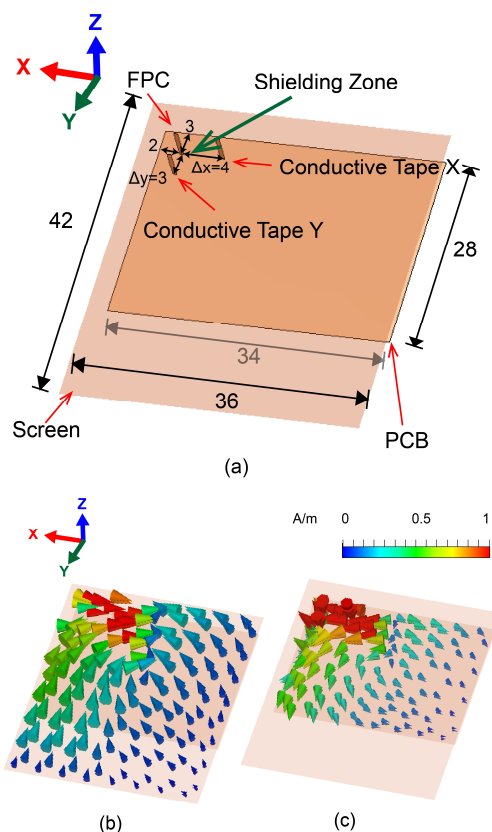 Z
X
Y
FPC
Shielding Zone
3
2
Δx=4
Conductive Tape X
Δy=3
Conductive Tape Y
42
28
34
36
Screen
PCB
(a)
Z
X
Y
A/m
0
0.5
1
(b)
(c)